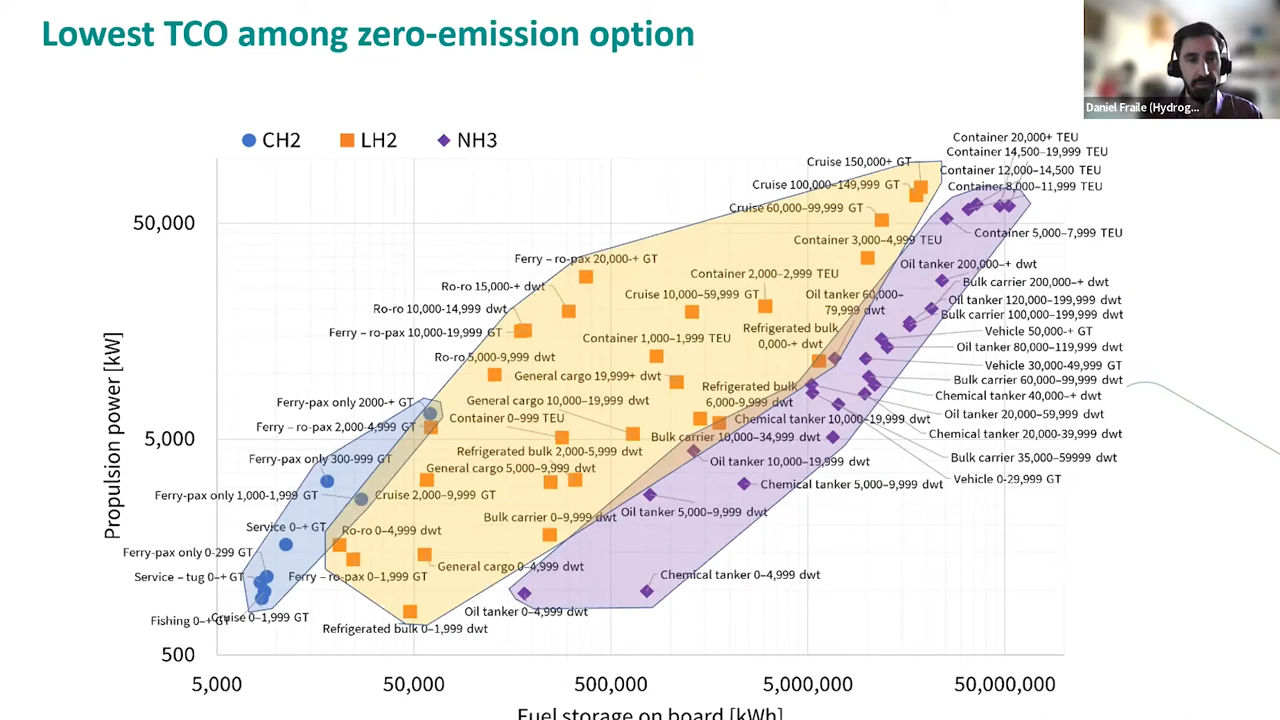 Lowest TCO among zero-emission option
Daniel Fraile (Hydrog...
CH2
LH2
NH3
Container 20,000+ TEU
Container 14,500–19,999 TEU
Cruise 150,000+ GT
Container 12,000–14,500 TEU
Cruise 100,000–149,999 GT
Container 8,000–11,999 TEU
Cruise 60,000–99,999 GT
50,000
Container 5,000–7,999 TEU
Container 3,000–4,999 TEU
Ferry – ro-pax 20,000-+ GT
Oil tanker 200,000–+ dwt
Container 2,000–2,999 TEU
Bulk carrier 200,000–+ dwt
Ro-ro 15,000-+ dwt
Cruise 10,000–59,999 GT
Oil tanker 60,000–
79,999 dwt
Oil tanker 120,000–199,999 dwt
Ro-ro 10,000-14,999 dwt
Bulk carrier 100,000–199,999 dwt
Ferry – ro-pax 10,000-19,999 GT
Container 1,000–1,999 TEU
Refrigerated bulk
0,000-+ dwt
Vehicle 50,000-+ GT
Oil tanker 80,000–119,999 dwt
Ro-ro 5,000-9,999 dwt
Vehicle 30,000-49,999 GT
General cargo 19,999+ dwt
Bulk carrier 60,000–99,999 dwt
Refrigerated bulk
6,000-9,999 dwt
Chemical tanker 40,000–+ dwt
Ferry-pax only 2000-+ GT
General cargo 10,000–19,999 dwt
Oil tanker 20,000–59,999 dwt
Container 0–999 TEU
Chemical tanker 10,000–19,999 dwt
Ferry – ro-pax 2,000-4,999 GT
Chemical tanker 20,000-39,999 dwt
5,000
Bulk carrier 10,000–34,999 dwt
Refrigerated bulk 2,000-5,999 dwt
Ferry-pax only 300-999 GT
Oil tanker 10,000–19,999 dwt
Bulk carrier 35,000–59999 dwt
General cargo 5,000–9,999 dwt
Vehicle 0-29,999 GT
Chemical tanker 5,000–9,999 dwt
Ferry-pax only 1,000-1,999 GT
Cruise 2,000–9,999 GT
Oil tanker 5,000–9,999 dwt
Bulk carrier 0–9,999 dwt
Service 0-+ GT
Ro-ro 0–4,999 dwt
Ferry-pax only 0-299 GT
General cargo 0–4,999 dwt
Service – tug 0-+ GT
Ferry – ro-pax 0–1,999 GT
Chemical tanker 0–4,999 dwt
Oil tanker 0–4,999 dwt
Fishing 0-+ GT
Cruise 0–1,999 GT
Refrigerated bulk 0–1,999 dwt
500
Propulsion power [kW]
5,000
50,000
500,000
5,000,000
50,000,000
Fuel storage on board [kWh]